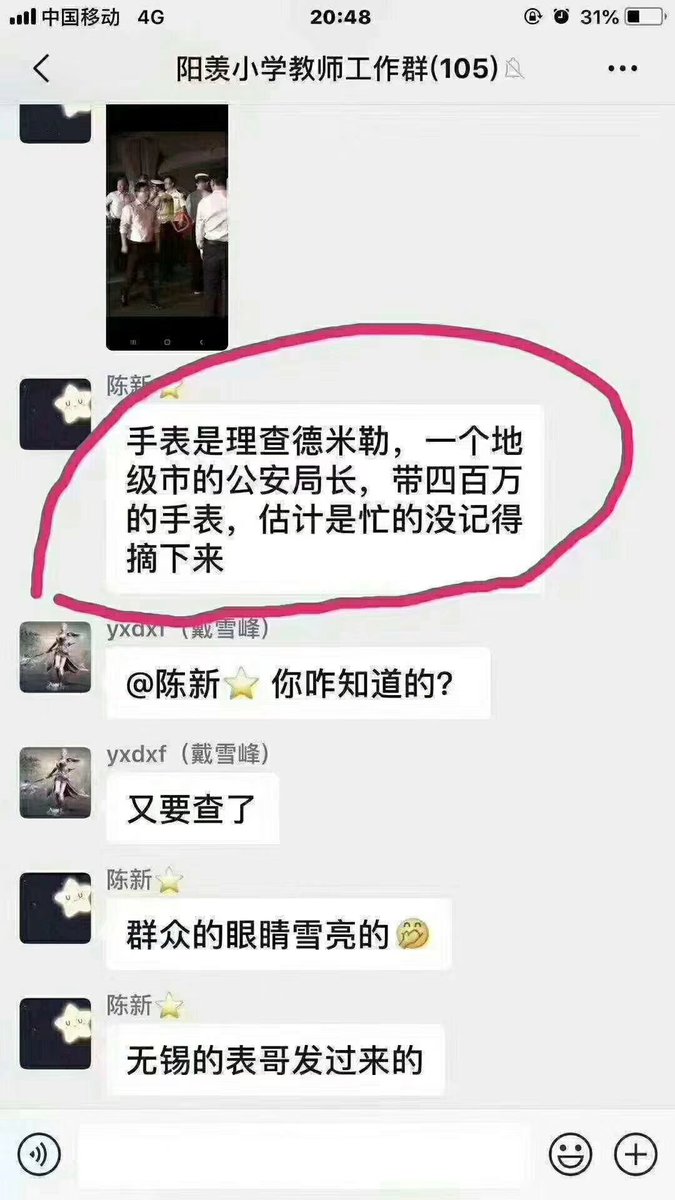 中国移动 4G 20:48 31%
阳羡小学教师工作群(105)
陈新
手表是理查德米勒，一个地
级市的公安局长，带四百万
的手表，估计是忙的没记得
摘下来
yxdxf（戴雪峰）
@陈新⭐ 你咋知道的？
yxdxf（戴雪峰）
又要查了
陈新⭐
群众的眼睛雪亮的🤭
陈新⭐
无锡的表哥发过来的